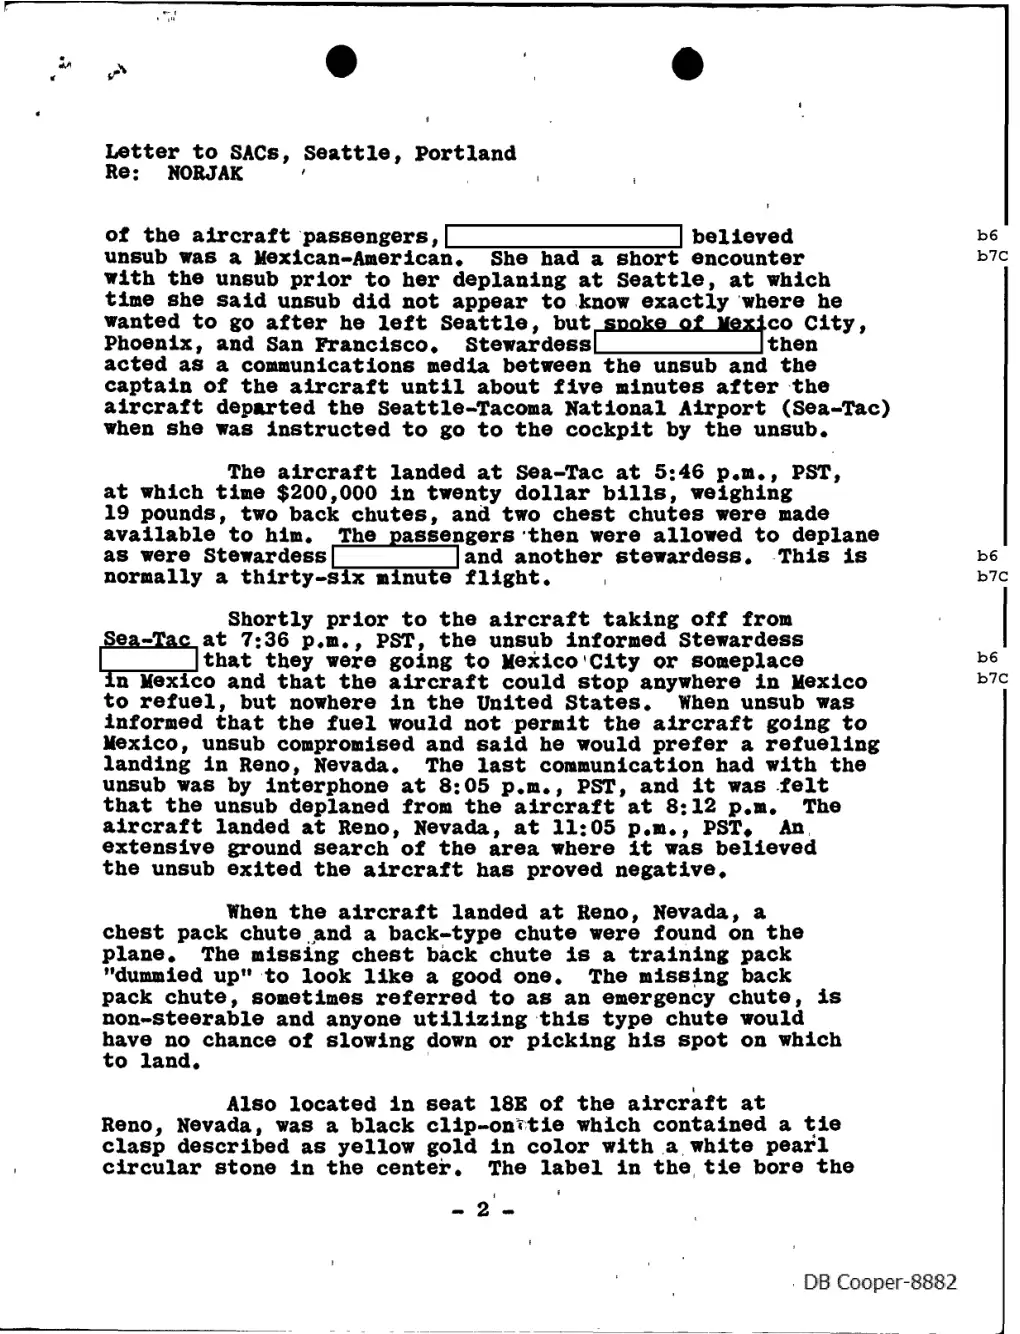 Letter to SACs, Seattle, Portland
Re: NORJAK
of the aircraft passengers, believed b6
unsub was a Mexican-American. She had a short encounter b7C
with the unsub prior to her deplaning at Seattle, at which
time she said unsub did not appear to know exactly where he
wanted to go after he left Seattle, but spoke of Mexico City,
Phoenix, and San Francisco. Stewardess then
acted as a communications media between the unsub and the
captain of the aircraft until about five minutes after the
aircraft departed the Seattle-Tacoma National Airport (Sea-Tac)
when she was instructed to go to the cockpit by the unsub.
The aircraft landed at Sea-Tac at 5:46 p.m., PST,
at which time $200,000 in twenty dollar bills, weighing
19 pounds, two back chutes, and two chest chutes were made
available to him. The passengers then were allowed to deplane
as were Stewardess and another stewardess. This is b6
normally a thirty-six minute flight. b7C
Shortly prior to the aircraft taking off from
Sea-Tac at 7:36 p.m., PST, the unsub informed Stewardess
that they were going to Mexico City or someplace b6
in Mexico and that the aircraft could stop anywhere in Mexico b7C
to refuel, but nowhere in the United States. When unsub was
informed that the fuel would not permit the aircraft going to
Mexico, unsub compromised and said he would prefer a refueling
landing in Reno, Nevada. The last communication had with the
unsub was by interphone at 8:05 p.m., PST, and it was felt
that the unsub deplaned from the aircraft at 8:12 p.m. The
aircraft landed at Reno, Nevada, at 11:05 p.m., PST. An
extensive ground search of the area where it was believed
the unsub exited the aircraft has proved negative.
When the aircraft landed at Reno, Nevada, a
chest pack chute and a back-type chute were found on the
plane. The missing chest back chute is a training pack
"dummied up" to look like a good one. The missing back
pack chute, sometimes referred to as an emergency chute, is
non-steerable and anyone utilizing this type chute would
have no chance of slowing down or picking his spot on which
to land.
Also located in seat 18E of the aircraft at
Reno, Nevada, was a black clip-on tie which contained a tie
clasp described as yellow gold in color with a white pearl
circular stone in the center. The label in the tie bore the
- 2 -
DB Cooper-8882